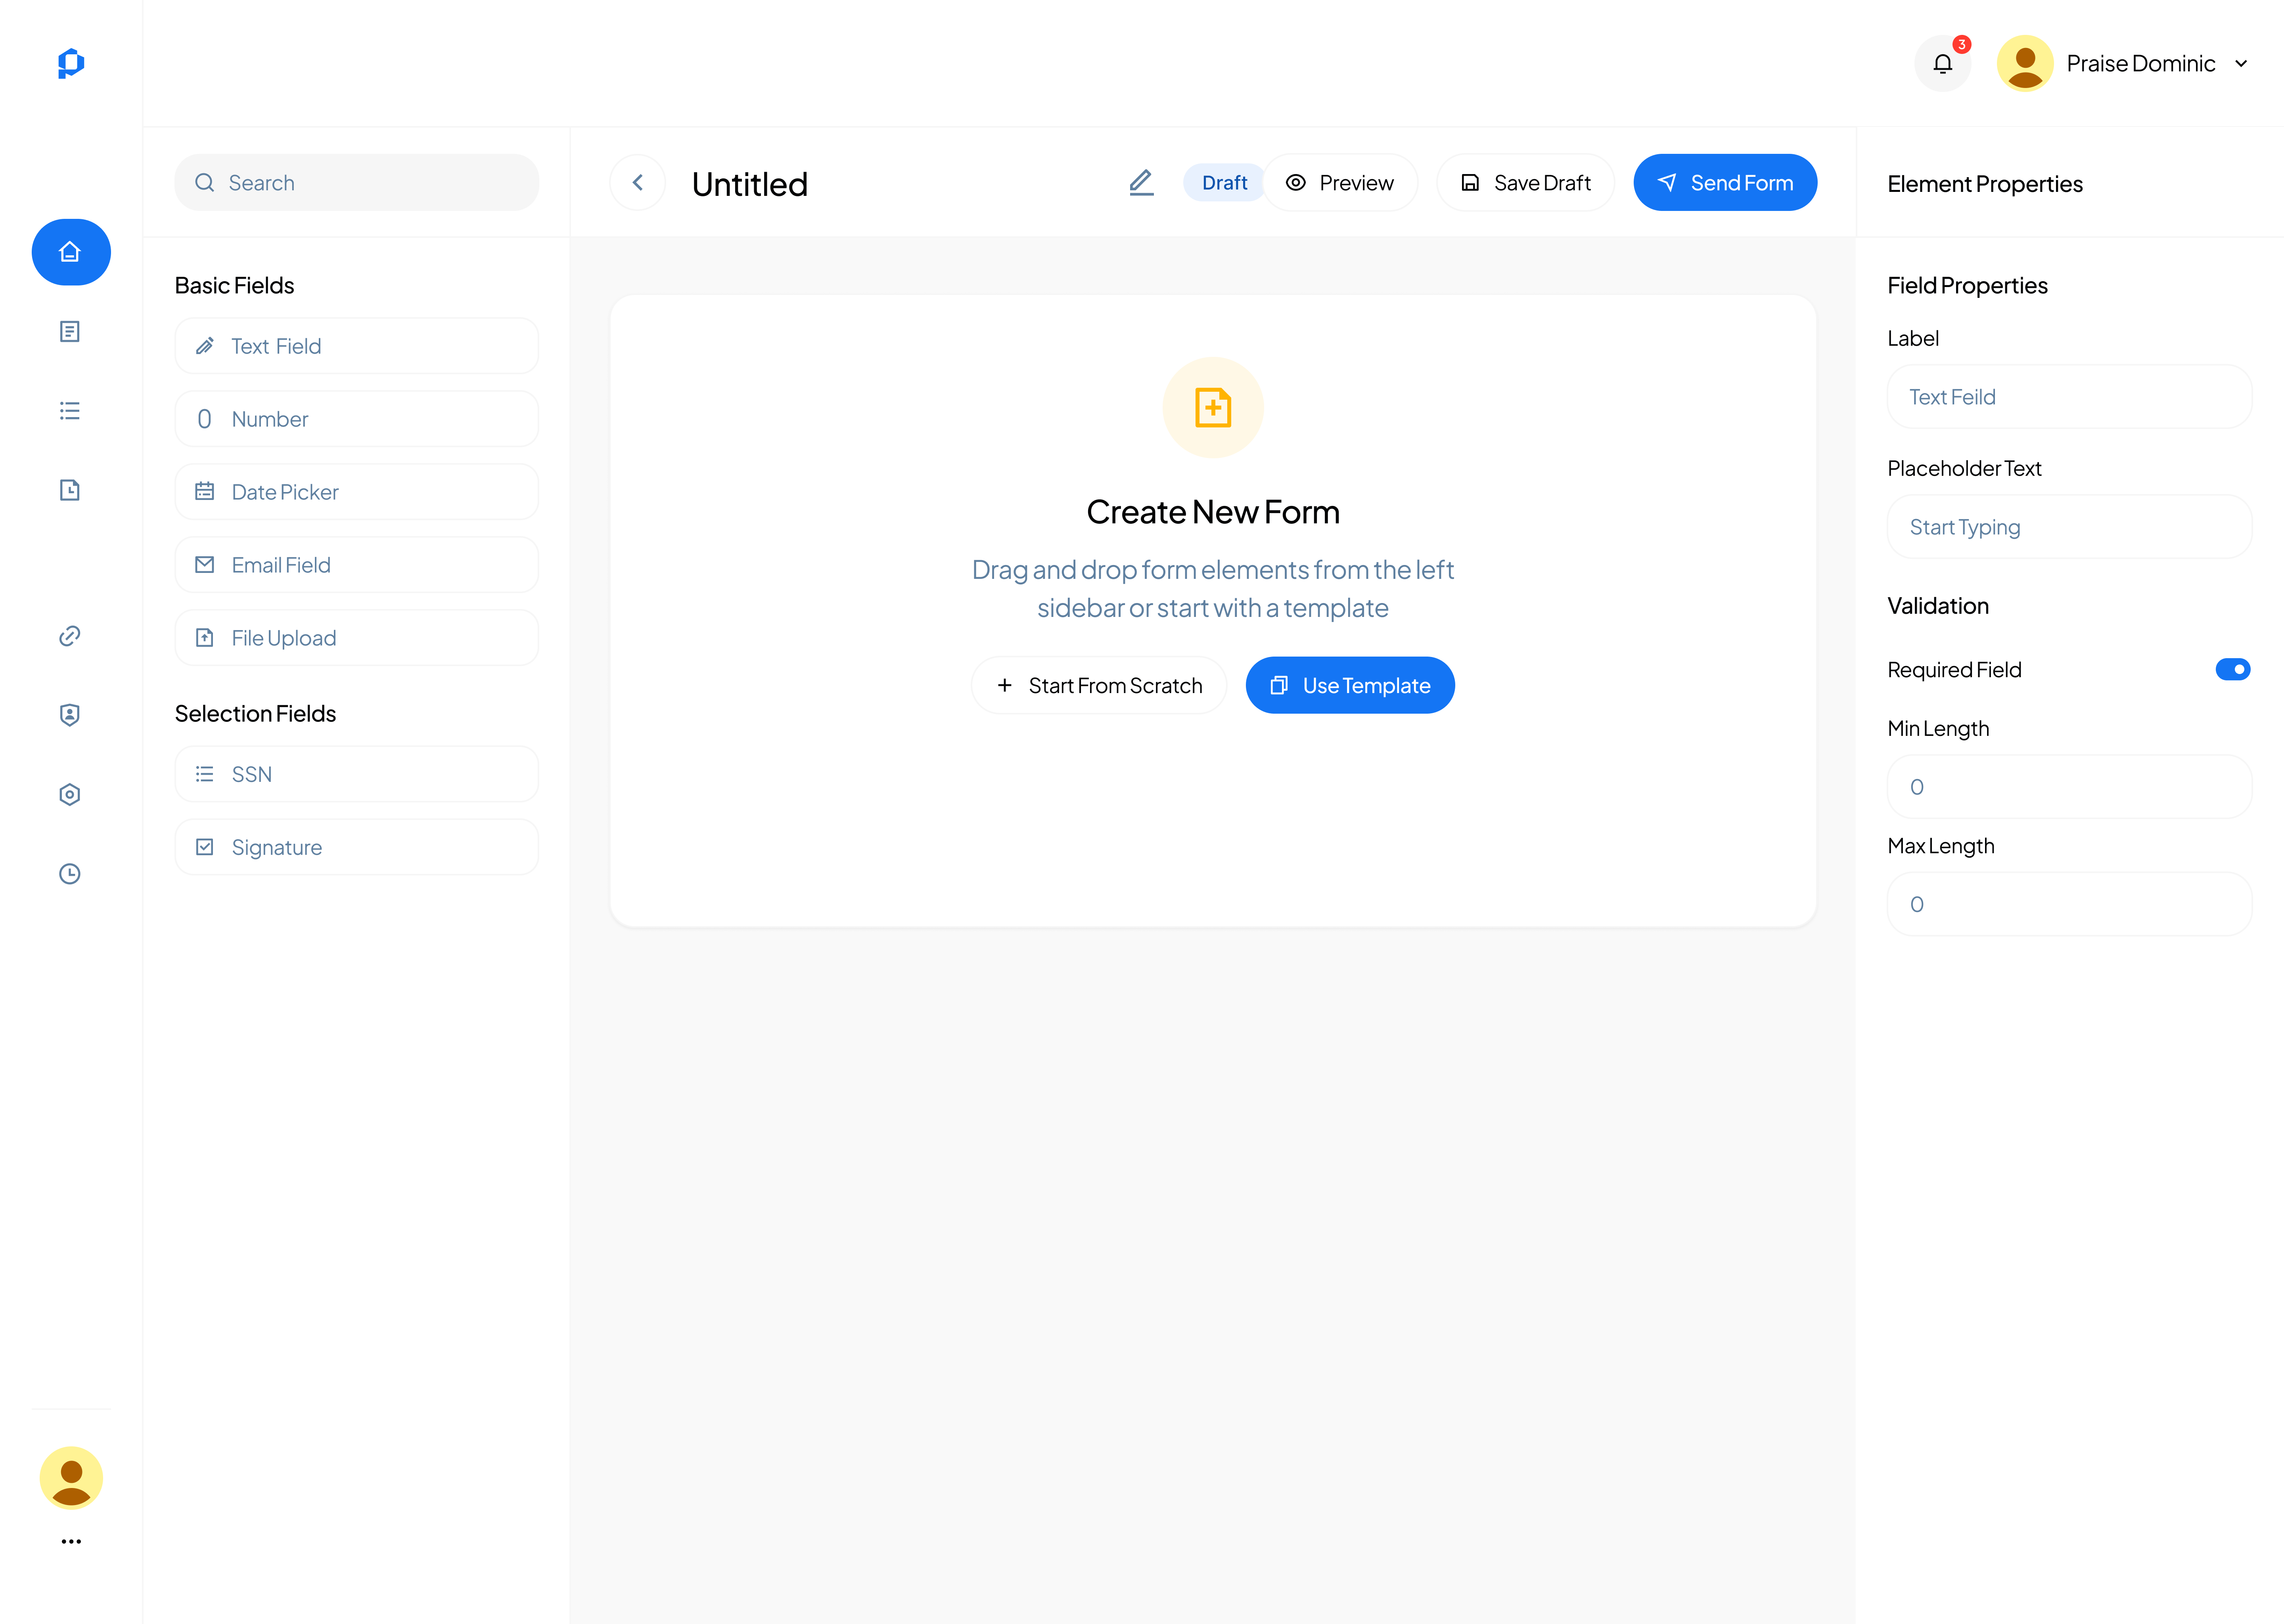 3
Praise Dominic
Search
Untitled
Draft
Preview
Save Draft
Send Form
Element Properties
Basic Fields
Text Field
Number
Date Picker
Email Field
File Upload
Selection Fields
SSN
Signature
Create New Form
Drag and drop form elements from the left
sidebar or start with a template
Start From Scratch
Use Template
Field Properties
Label
Text Feild
Placeholder Text
Start Typing
Validation
Required Field
Min Length
0
Max Length
0